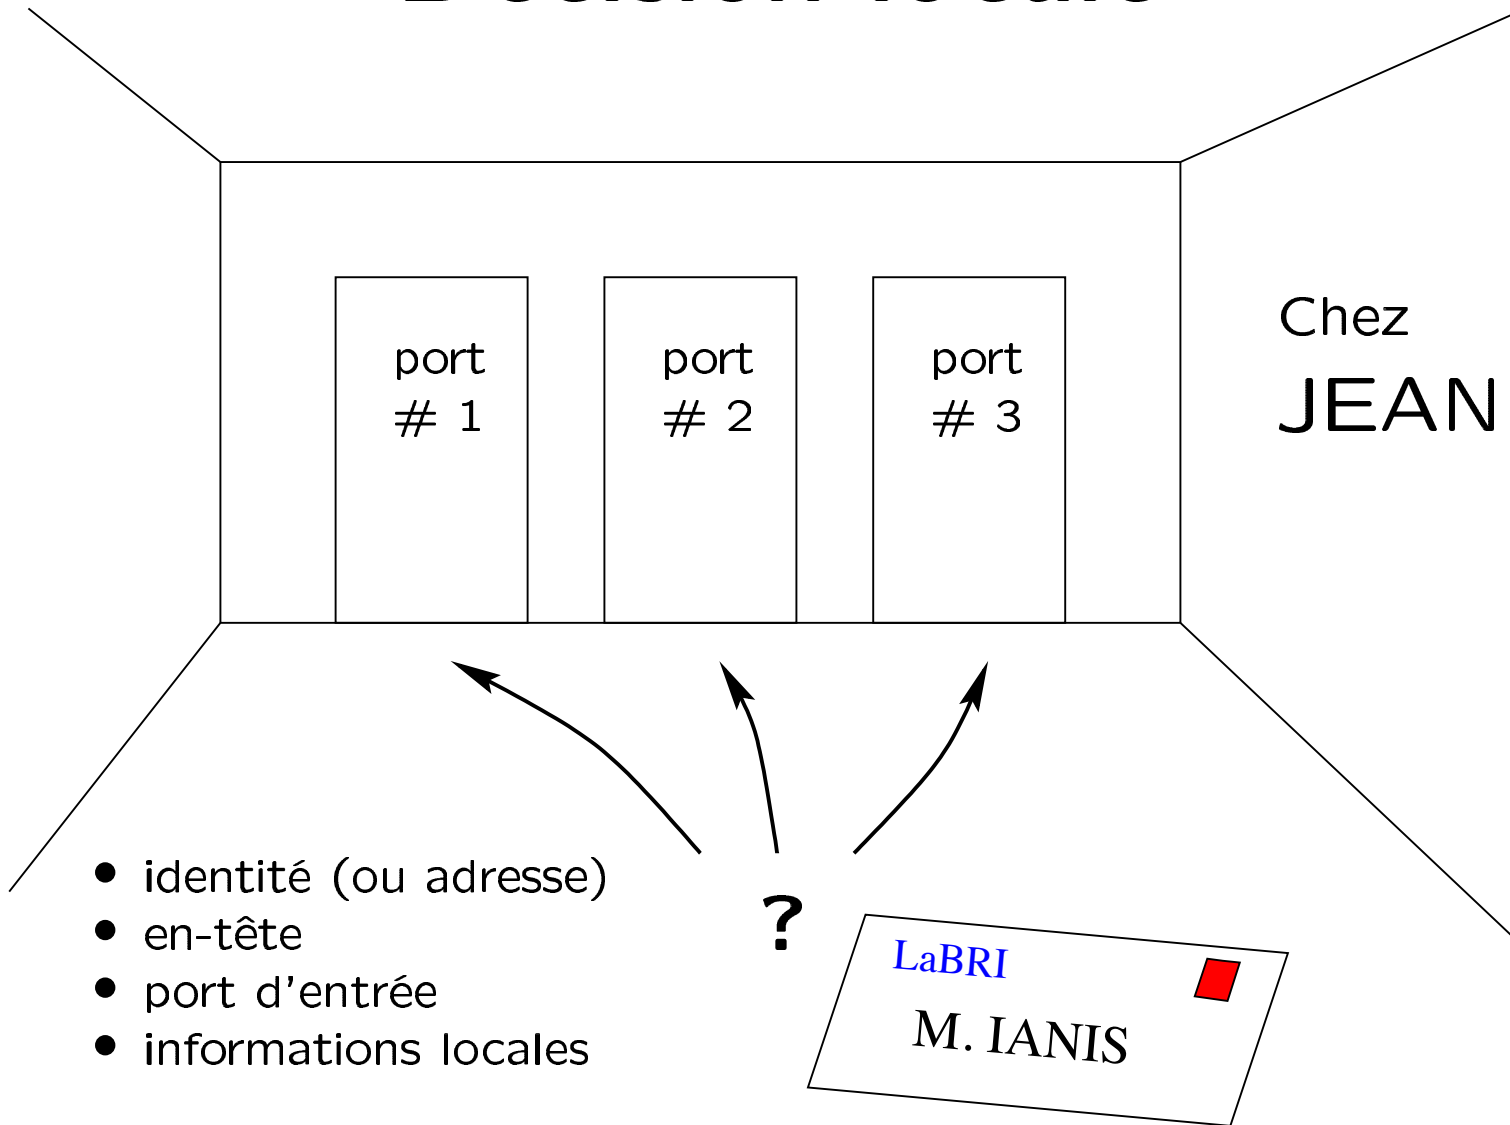 port
# 1
port
# 2
port
# 3
Chez
JEAN
• identité (ou adresse)
• en-tête
• port d'entrée
• informations locales
?
LaBRI
M. IANIS